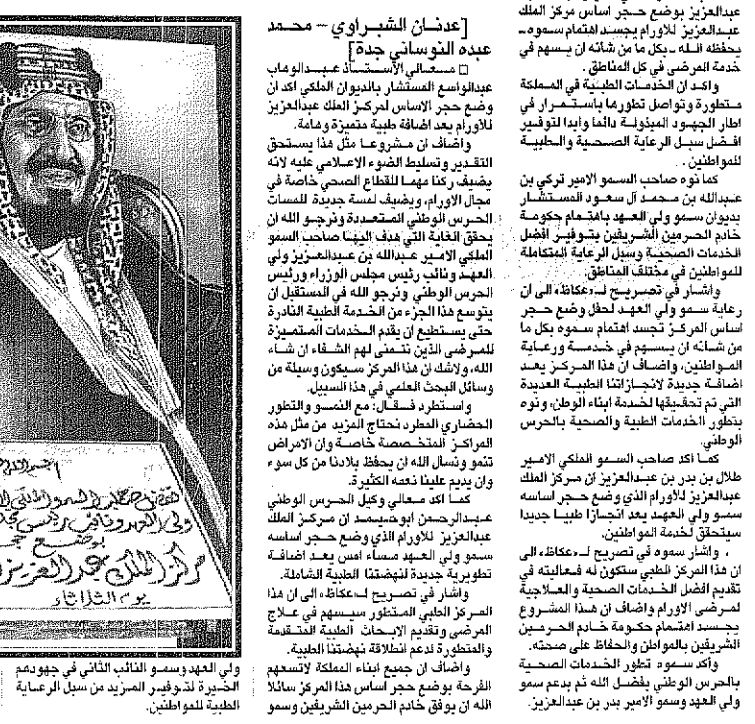 عبدالعزيز بوضع حجر اساس مركز الملك
عبدالعزيز للأورام يجسد اهتمام سموه -
يحفظه الله - بكل ما من شأنه ان يسهم في
خدمة المرضى في كل المناطق.
واكد ان الخدمات الطبية في المملكة
متطورة وتواصل تطورها باستمرار في
اطار الجهود المبذولة دائما وابدا لتوفير
افضل سبل الرعاية الصحية والطبية
للمواطنين..
كما نوه صاحب السمو الامير تركي بن
عبدالله بن محمد آل سعود المستشار
بديوان سمو ولي العهد باهتمام حكومة
خادم الحرمين الشريفين بتوفير افضل
الخدمات الصحية وسبل الرعاية المتكاملة
للمواطنين في مختلف المناطق.
واشار في تصريح لـ«عكاظ» الى ان
رعاية سمو ولي العهد لحفل وضع حجر
اساس المركز تجسد اهتمام سموه بكل ما
من شأنه ان يسهم في خدمة ورعاية
المواطنين، واضاف ان هذا المركز يعد
اضافة جديدة لانجازاتنا الطبية العديدة
التي تم تحقيقها لخدمة ابناء الوطن، ونوه
بتطور الخدمات الطبية والصحية بالحرس
الوطني.
كما اكد صاحب السمو الملكي الامير
طلال بن بدر بن عبدالعزيز ان مركز الملك
عبدالعزيز للأورام الذي وضع حجر اساسه
سمو ولي العهد يعد انجازا طبيا جديدا
سيتحقق لخدمة المواطنين.
واشار سموه في تصريح لـ«عكاظ» الى
ان هذا المركز الطبي ستكون له فعاليته في
تقديم افضل الخدمات الصحية والعلاجية
لمرضى الاورام واضاف ان هذا المشروع
يجسد اهتمام حكومة خادم الحرمين
الشريفين بالمواطن والحفاظ على صحته.
وأكد سموه تطور الخدمات الصحية
بالحرس الوطني بفضل الله ثم بدعم سمو
ولي العهد وسمو الامير بدر بن عبدالعزيز.
[عدنان الشبراوي - محمد
عبده النوساني جدة]
□ معالي الأستاذ عبدالوهاب
عبدالواسع المستشار بالديوان الملكي اكد ان
وضع حجر الاساس لمركز الملك عبدالعزيز
للأورام يعد اضافة طبية متميزة وهامة.
واضاف ان مشروعا مثل هذا يستحق
التقدير وتسليط الضوء الاعلامي عليه لانه
يضيف ركنا مهما للقطاع الصحي خاصة في
مجال الاورام، ويضيف لمسة جديدة للمسات
الحرس الوطني المتعددة ونرجو الله ان
يحقق الغاية التي هدف اليها صاحب السمو
الملكي الامير عبدالله بن عبدالعزيز ولي
العهد ونائب رئيس مجلس الوزراء ورئيس
الحرس الوطني ونرجو الله في المستقبل ان
يتوسع هذا الجزء من الخدمة الطبية النادرة
حتى يستطيع ان يقدم الخدمات المتميزة
للمرضى الذين نتمنى لهم الشفاء ان شاء
الله، ولاشك ان هذا المركز سيكون وسيلة من
وسائل البحث العلمي في هذا السبيل.
واستطرد فقال: مع النمو والتطور
الحضاري المطرد نحتاج المزيد من مثل هذه
المراكز المتخصصة خاصة وان الامراض
تنمو ونسأل الله ان يحفظ بلادنا من كل سوء
وان يديم علينا نعمه الكثيرة.
كما اكد معالي وكيل الحرس الوطني
عبدالرحمن ابوحيمد ان مركز الملك
عبدالعزيز للأورام الذي وضع حجر اساسه
سمو ولي العهد مساء امس يعد اضافة
تطويرية جديدة لنهضتنا الطبية الشاملة.
واشار في تصريح لـ«عكاظ» الى ان هذا
المركز الطبي المتطور سيسهم في علاج
المرضى وتقديم الابحاث الطبية المتقدمة
والمتطورة لدعم انطلاقة نهضتنا الطبية.
واضاف ان جميع ابناء المملكة لاتسعهم
الفرحة بوضع حجر اساس هذا المركز سائلا
الله ان يوفق خادم الحرمين الشريفين وسمو
بوضع حجر
مركز الملك عبد العزيز
يوم الثلاثاء
ولي العهد وسمو النائب الثاني في جهودهم
الخيرة لتوفير المزيد من سبل الرعاية
الطبية للمواطنين.